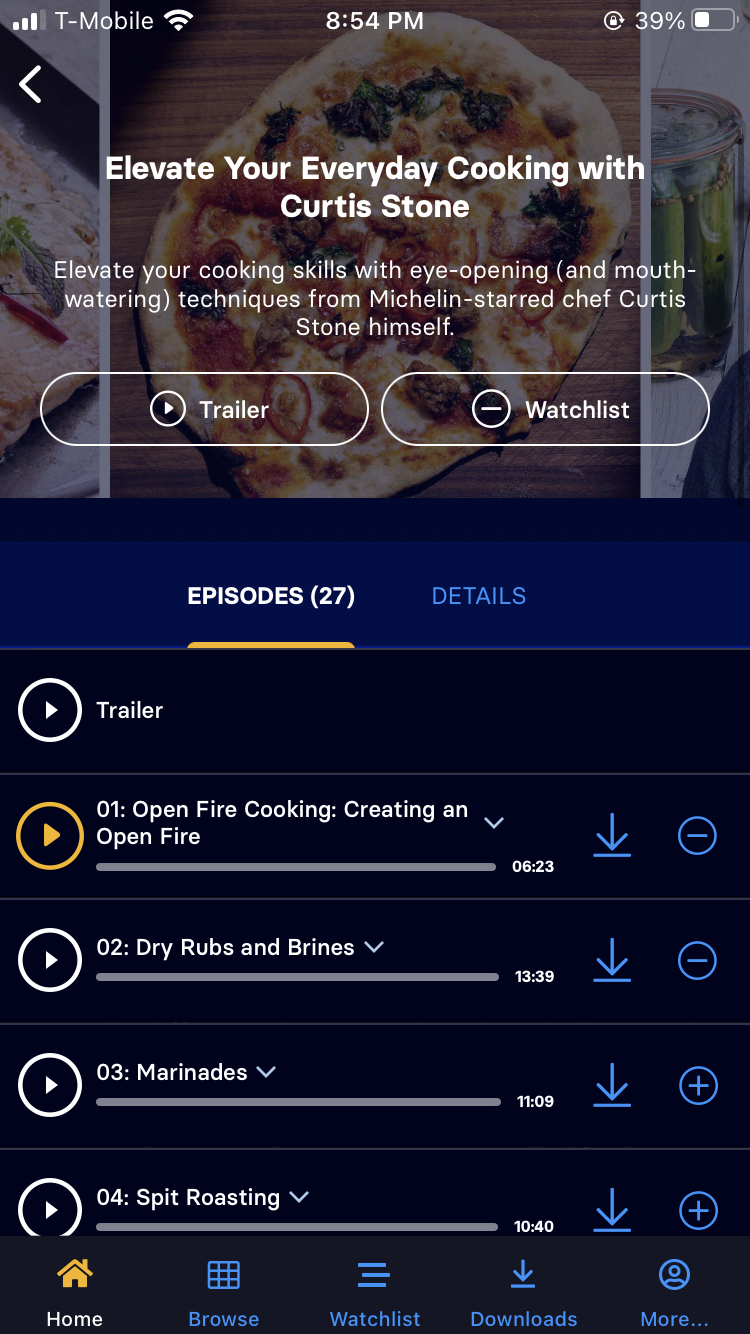 T-Mobile 8:54 PM 39%
Elevate Your Everyday Cooking with
Curtis Stone
Elevate your cooking skills with eye-opening (and mouth-
watering) techniques from Michelin-starred chef Curtis
Stone himself.
Trailer Watchlist
EPISODES (27) DETAILS
Trailer
01: Open Fire Cooking: Creating an
Open Fire
06:23
02: Dry Rubs and Brines
13:39
03: Marinades
11:09
04: Spit Roasting
10:40
Home Browse Watchlist Downloads More...